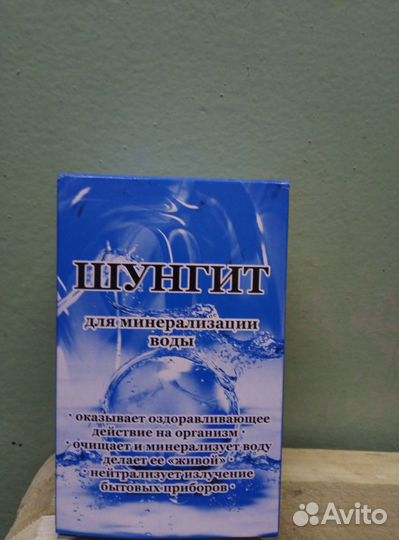 ШУНГИТ
для минерализации
воды
· оказывает оздоравливающее
действие на организм ·
· очищает и минерализует воду
делает ее «живой» ·
· нейтрализует излучение
бытовых приборов ·
Avito